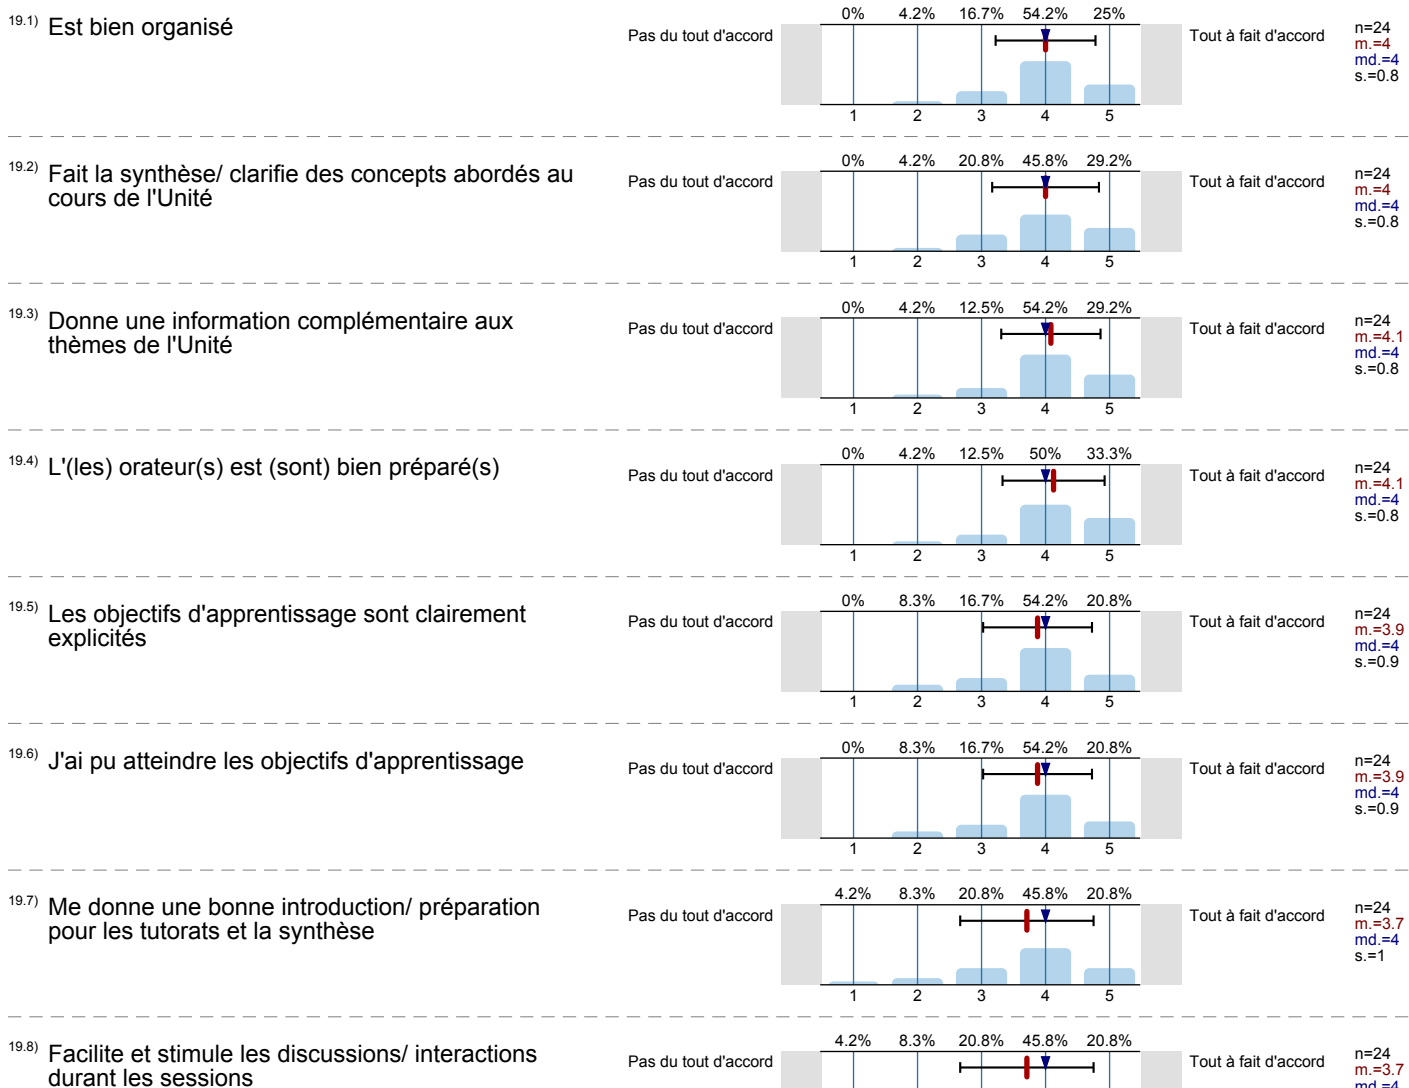 19.1) Est bien organisé
Pas du tout d'accord
0% 4.2% 16.7% 54.2% 25%
1 2 3 4 5
Tout à fait d'accord
n=24
m.=4
md.=4
s.=0.8
19.2) Fait la synthèse/ clarifie des concepts abordés au
cours de l'Unité
Pas du tout d'accord
0% 4.2% 20.8% 45.8% 29.2%
1 2 3 4 5
Tout à fait d'accord
n=24
m.=4
md.=4
s.=0.8
19.3) Donne une information complémentaire aux
thèmes de l'Unité
Pas du tout d'accord
0% 4.2% 12.5% 54.2% 29.2%
1 2 3 4 5
Tout à fait d'accord
n=24
m.=4.1
md.=4
s.=0.8
19.4) L'(les) orateur(s) est (sont) bien préparé(s)
Pas du tout d'accord
0% 4.2% 12.5% 50% 33.3%
1 2 3 4 5
Tout à fait d'accord
n=24
m.=4.1
md.=4
s.=0.8
19.5) Les objectifs d'apprentissage sont clairement
explicités
Pas du tout d'accord
0% 8.3% 16.7% 54.2% 20.8%
1 2 3 4 5
Tout à fait d'accord
n=24
m.=3.9
md.=4
s.=0.9
19.6) J'ai pu atteindre les objectifs d'apprentissage
Pas du tout d'accord
0% 8.3% 16.7% 54.2% 20.8%
1 2 3 4 5
Tout à fait d'accord
n=24
m.=3.9
md.=4
s.=0.9
19.7) Me donne une bonne introduction/ préparation
pour les tutorats et la synthèse
Pas du tout d'accord
4.2% 8.3% 20.8% 45.8% 20.8%
1 2 3 4 5
Tout à fait d'accord
n=24
m.=3.7
md.=4
s.=1
19.8) Facilite et stimule les discussions/ interactions
durant les sessions
Pas du tout d'accord
4.2% 8.3% 20.8% 45.8% 20.8%
Tout à fait d'accord
n=24
m.=3.7
md.=4